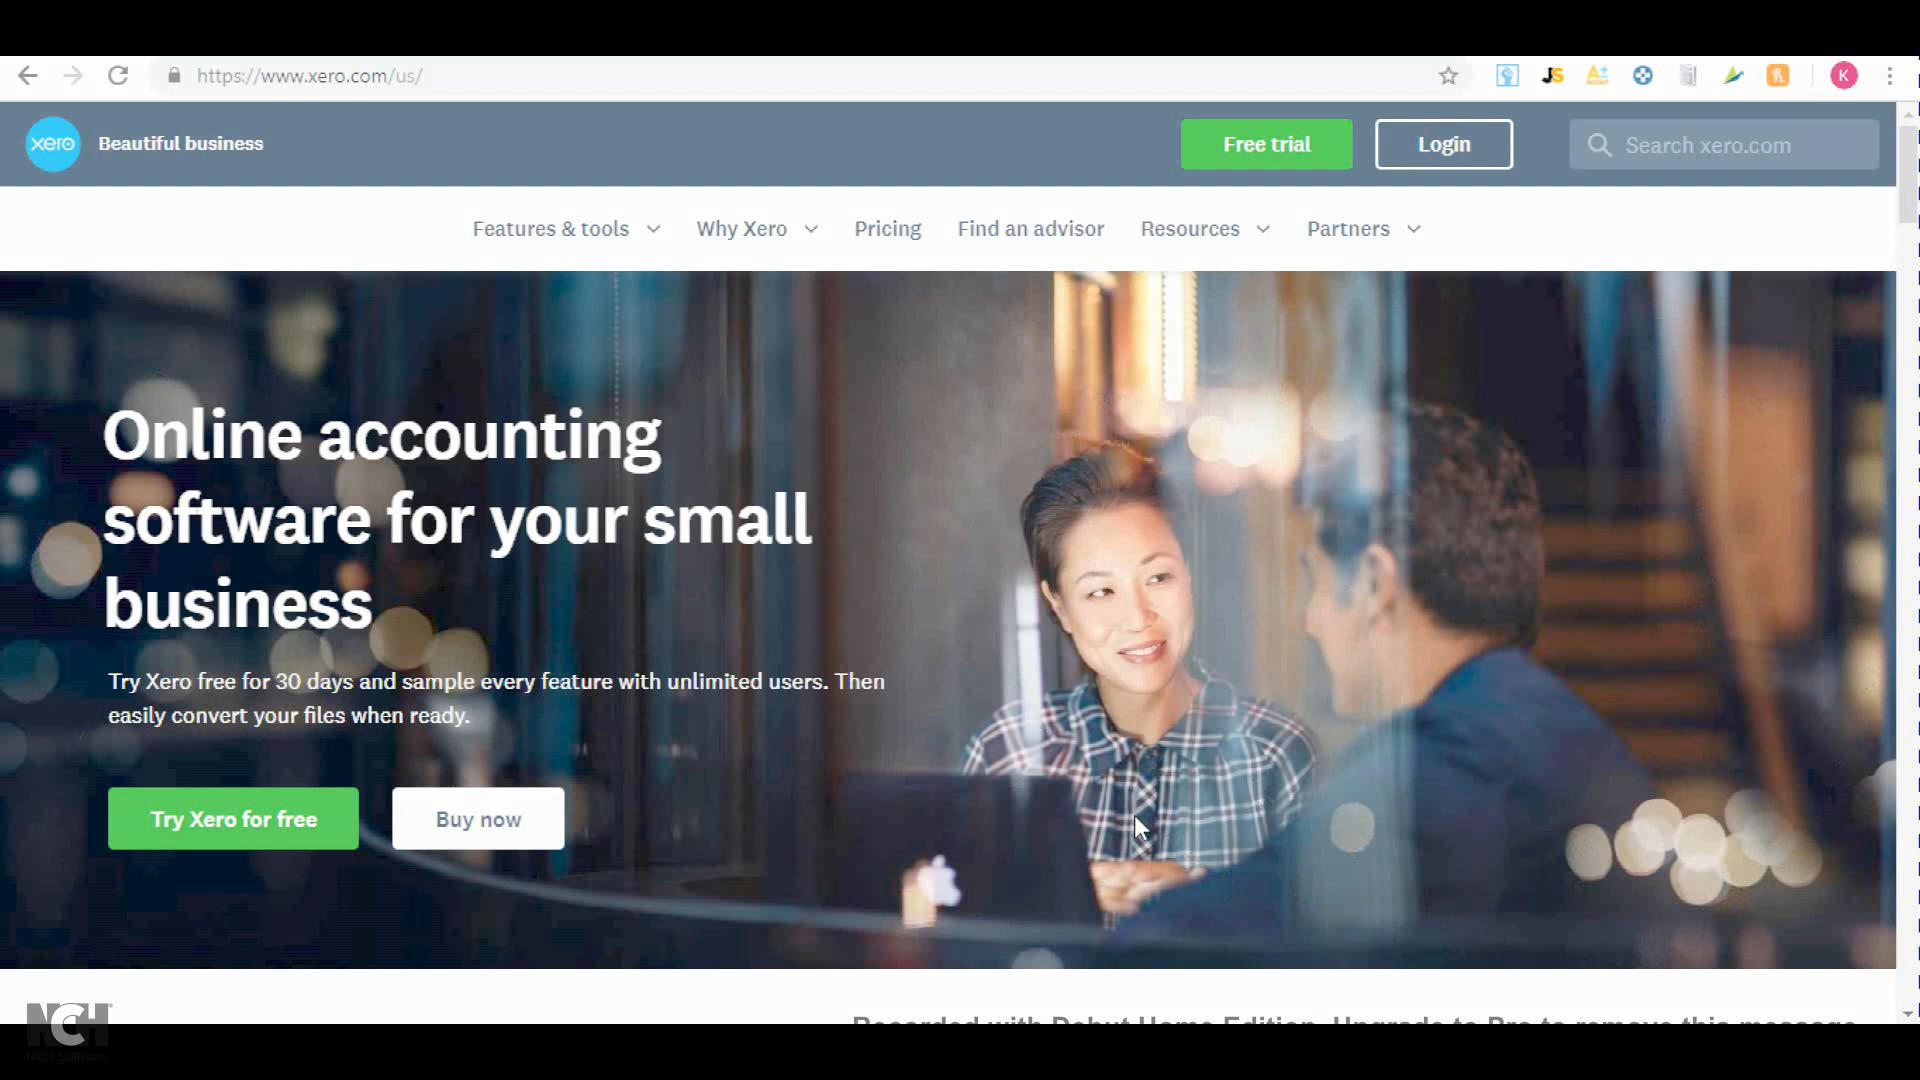 https://www.xero.com/us/
JS
A+
K
xero
Beautiful business
Free trial
Login
Search xero.com
Features & tools
Why Xero
Pricing
Find an advisor
Resources
Partners
Online accounting
software for your small
business
Try Xero free for 30 days and sample every feature with unlimited users. Then
easily convert your files when ready.
Try Xero for free
Buy now
NCH
Recorded with Debut Home Edition. Upgrade to Pro to remove this message
NCH Software